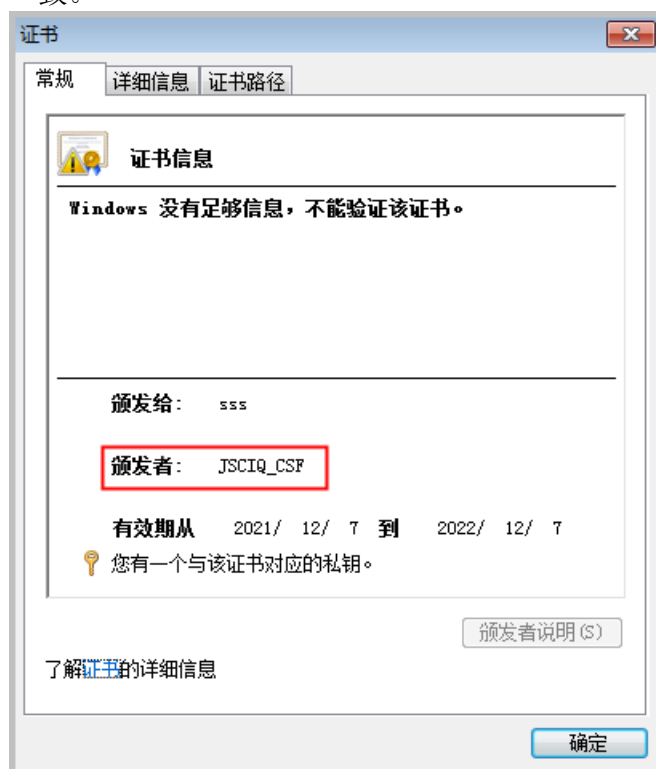 致。
证书
常规 详细信息 证书路径
证书信息
Windows 没有足够信息，不能验证该证书。
颁发给： sss
颁发者： JSCIQ_CSF
有效期从 2021/ 12/ 7 到 2022/ 12/ 7
您有一个与该证书对应的私钥。
颁发者说明(S)
了解证书的详细信息
确定